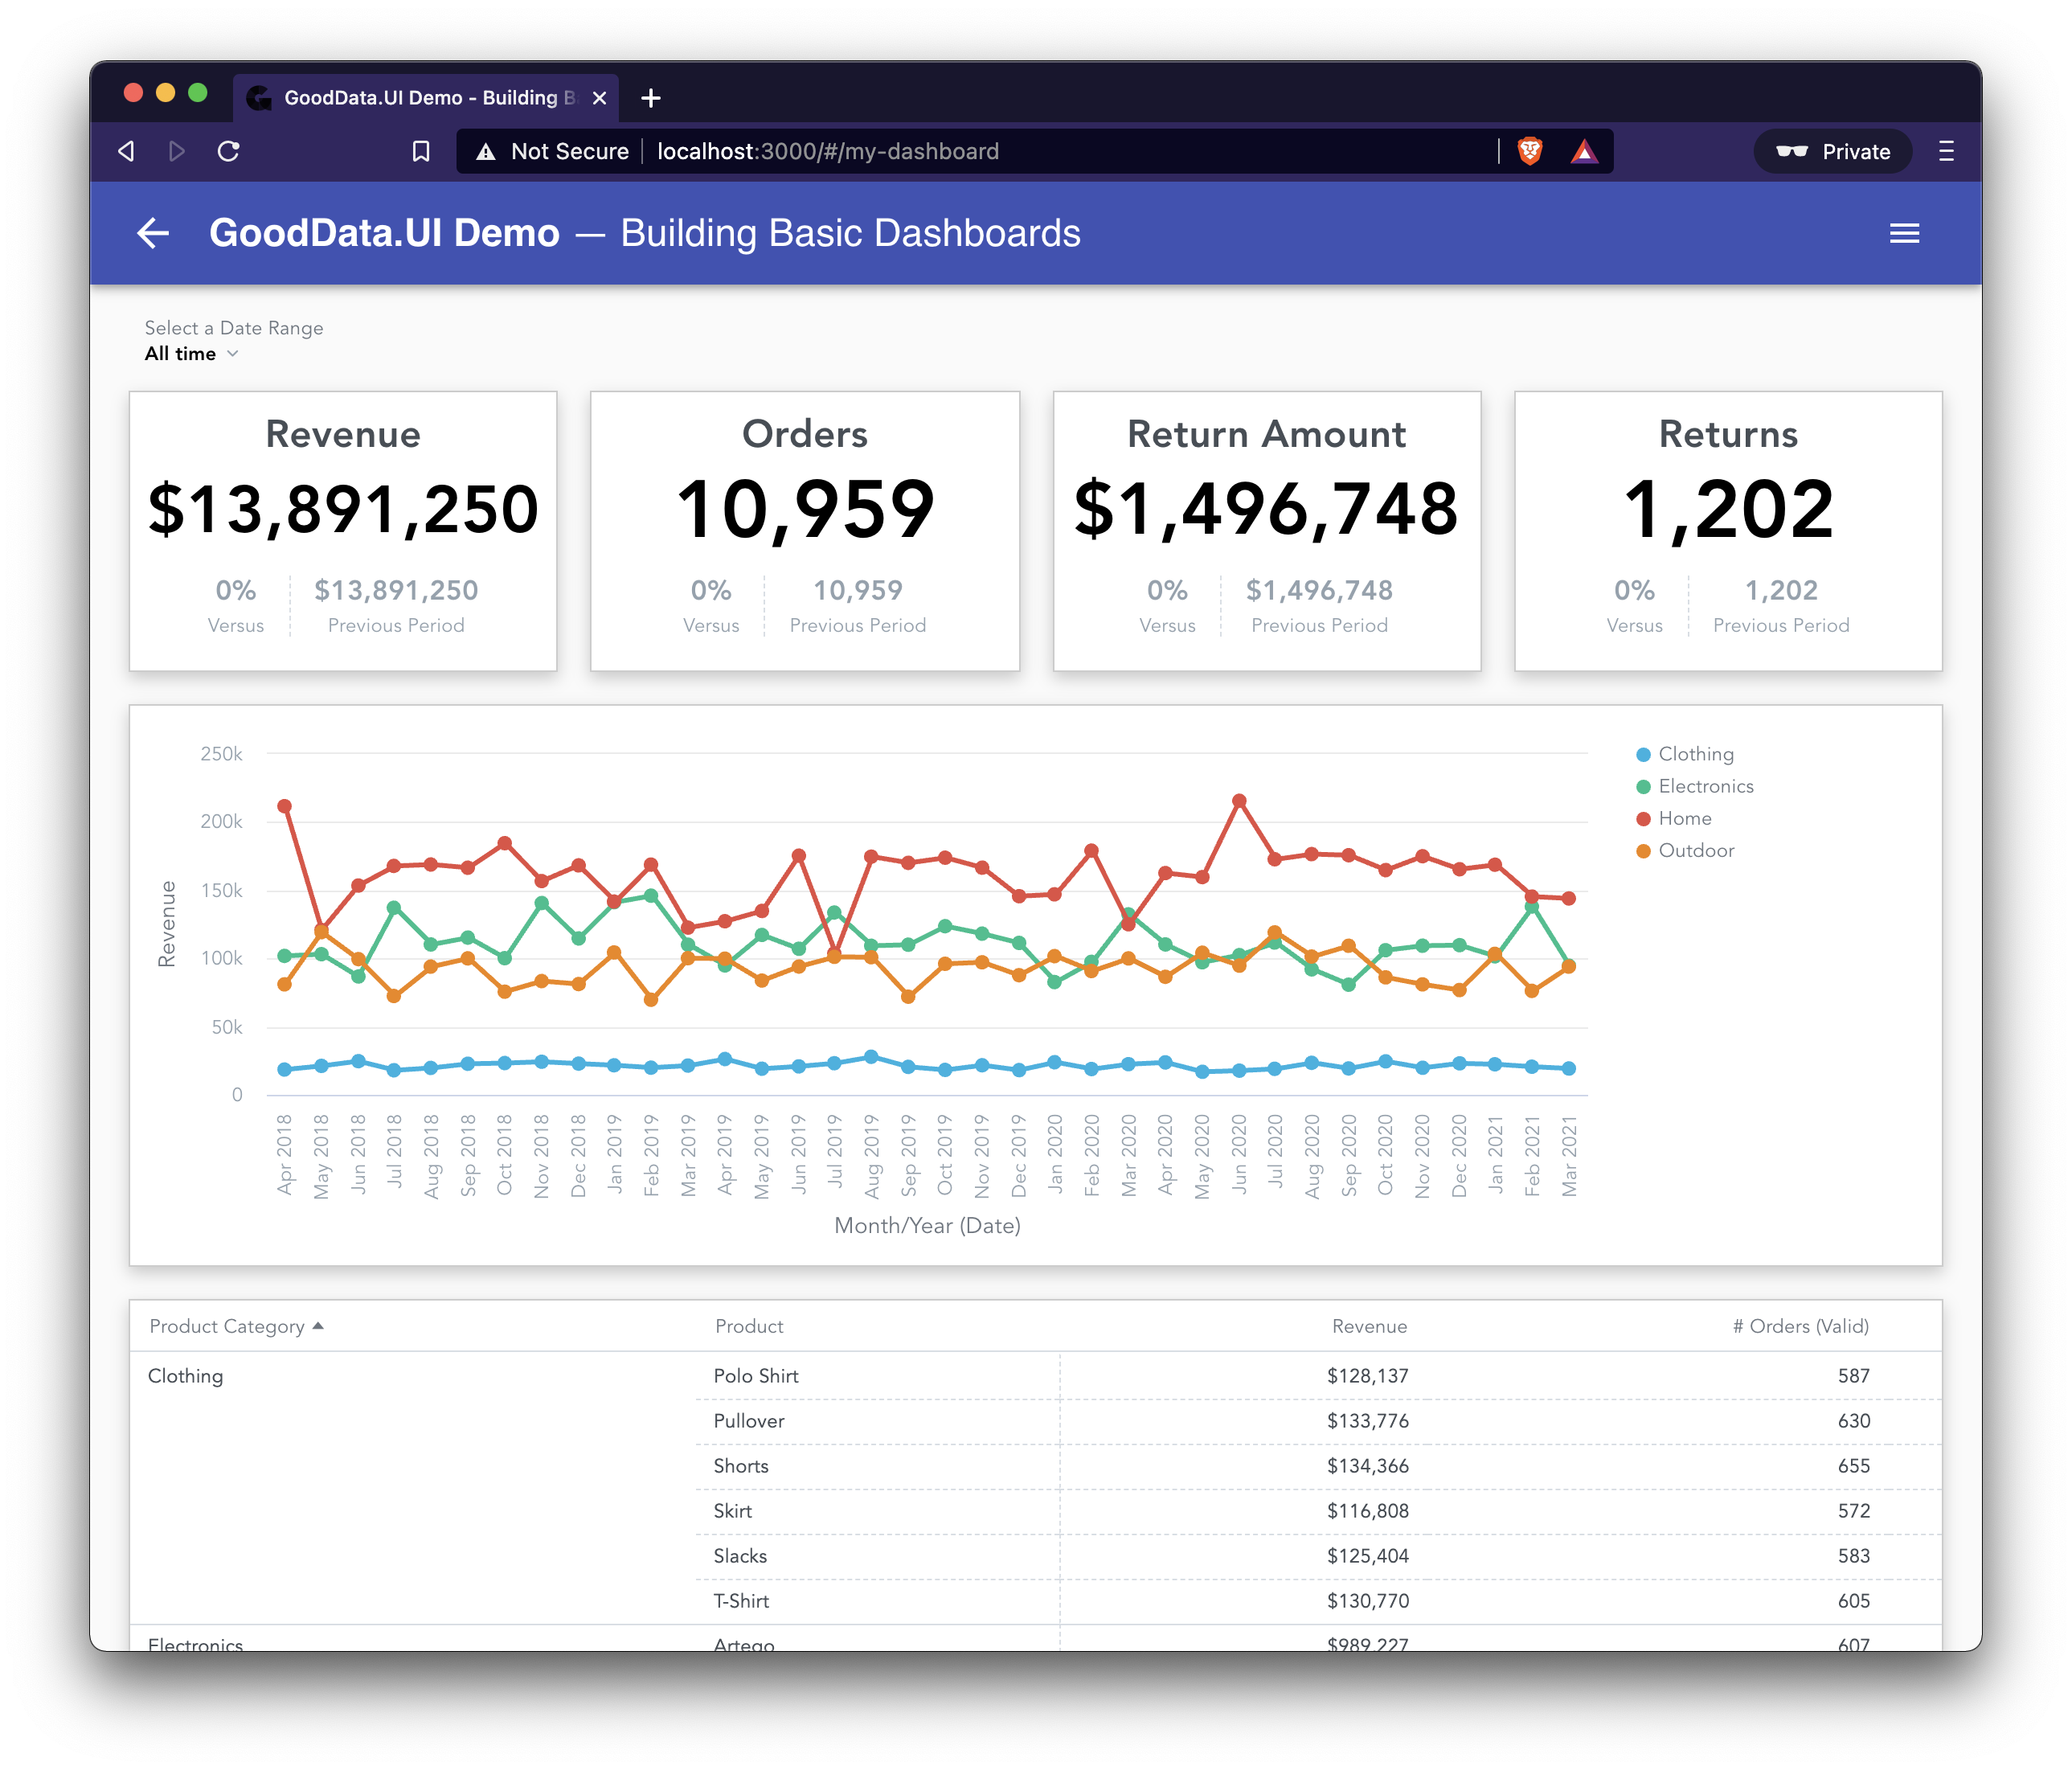 GoodData.UI Demo - Building B
Not Secure localhost:3000/#/my-dashboard
Private
GoodData.UI Demo — Building Basic Dashboards
Select a Date Range
All time
Revenue
$13,891,250
0% $13,891,250
Versus Previous Period
Orders
10,959
0% 10,959
Versus Previous Period
Return Amount
$1,496,748
0% $1,496,748
Versus Previous Period
Returns
1,202
0% 1,202
Versus Previous Period
Revenue
250k
200k
150k
100k
50k
0
Apr 2018
May 2018
Jun 2018
Jul 2018
Aug 2018
Sep 2018
Oct 2018
Nov 2018
Dec 2018
Jan 2019
Feb 2019
Mar 2019
Apr 2019
May 2019
Jun 2019
Jul 2019
Aug 2019
Sep 2019
Oct 2019
Nov 2019
Dec 2019
Jan 2020
Feb 2020
Mar 2020
Apr 2020
May 2020
Jun 2020
Jul 2020
Aug 2020
Sep 2020
Oct 2020
Nov 2020
Dec 2020
Jan 2021
Feb 2021
Mar 2021
Month/Year (Date)
Clothing
Electronics
Home
Outdoor
Product Category Product Revenue # Orders (Valid)
Clothing Polo Shirt $128,137 587
Pullover $133,776 630
Shorts $134,366 655
Skirt $116,808 572
Slacks $125,404 583
T-Shirt $130,770 605
Electronics Artego $989,227 607